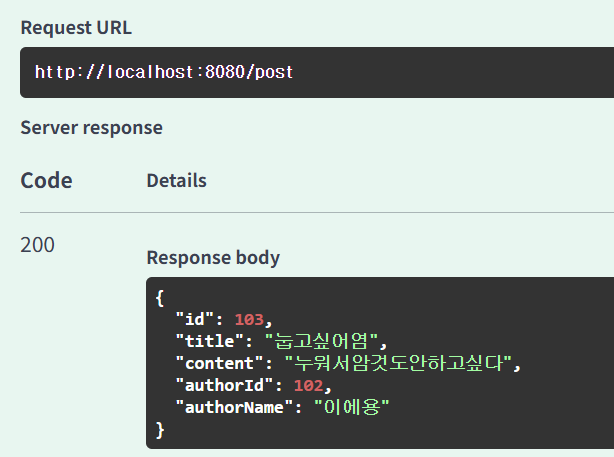 Request URL
http://localhost:8080/post
Server response
Code Details
200
Response body
{
"id": 103,
"title": "눕고싶어염",
"content": "누워서암것도안하고싶다",
"authorId": 102,
"authorName": "이에용"
}